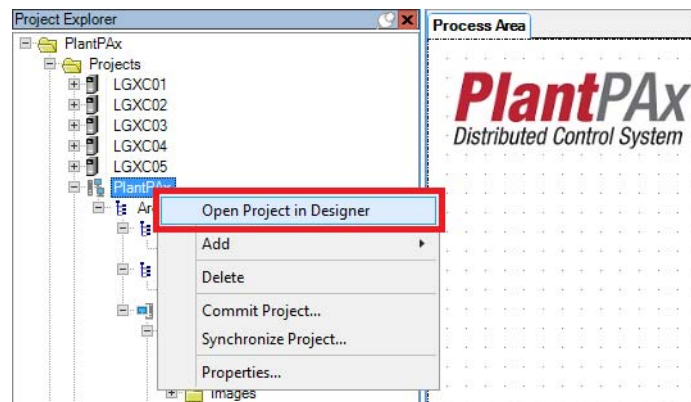 Project Explorer
Process Area
PlantPAx
Projects
LGXC01
LGXC02
LGXC03
LGXC04
LGXC05
PlantPAx
PlantPAx
Distributed Control System
Open Project in Designer
Add
Delete
Commit Project...
Synchronize Project...
Properties...
Images